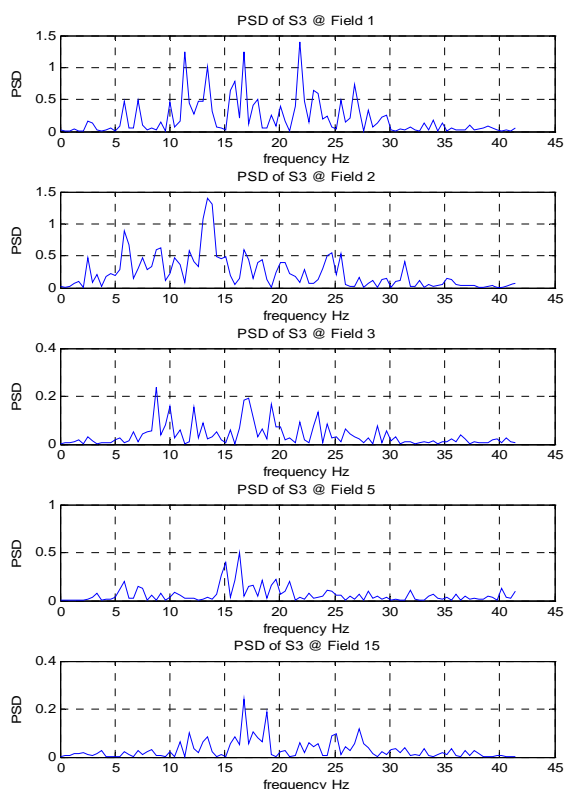 PSD of S3 @ Field 1
1.5
1
0.5
0
PSD
0 5 10 15 20 25 30 35 40 45
frequency Hz
PSD of S3 @ Field 2
1.5
1
0.5
0
PSD
0 5 10 15 20 25 30 35 40 45
frequency Hz
PSD of S3 @ Field 3
0.4
0.2
0
PSD
0 5 10 15 20 25 30 35 40 45
frequency Hz
PSD of S3 @ Field 5
1
0.5
0
PSD
0 5 10 15 20 25 30 35 40 45
frequency Hz
PSD of S3 @ Field 15
0.4
0.2
0
PSD
0 5 10 15 20 25 30 35 40 45
frequency Hz